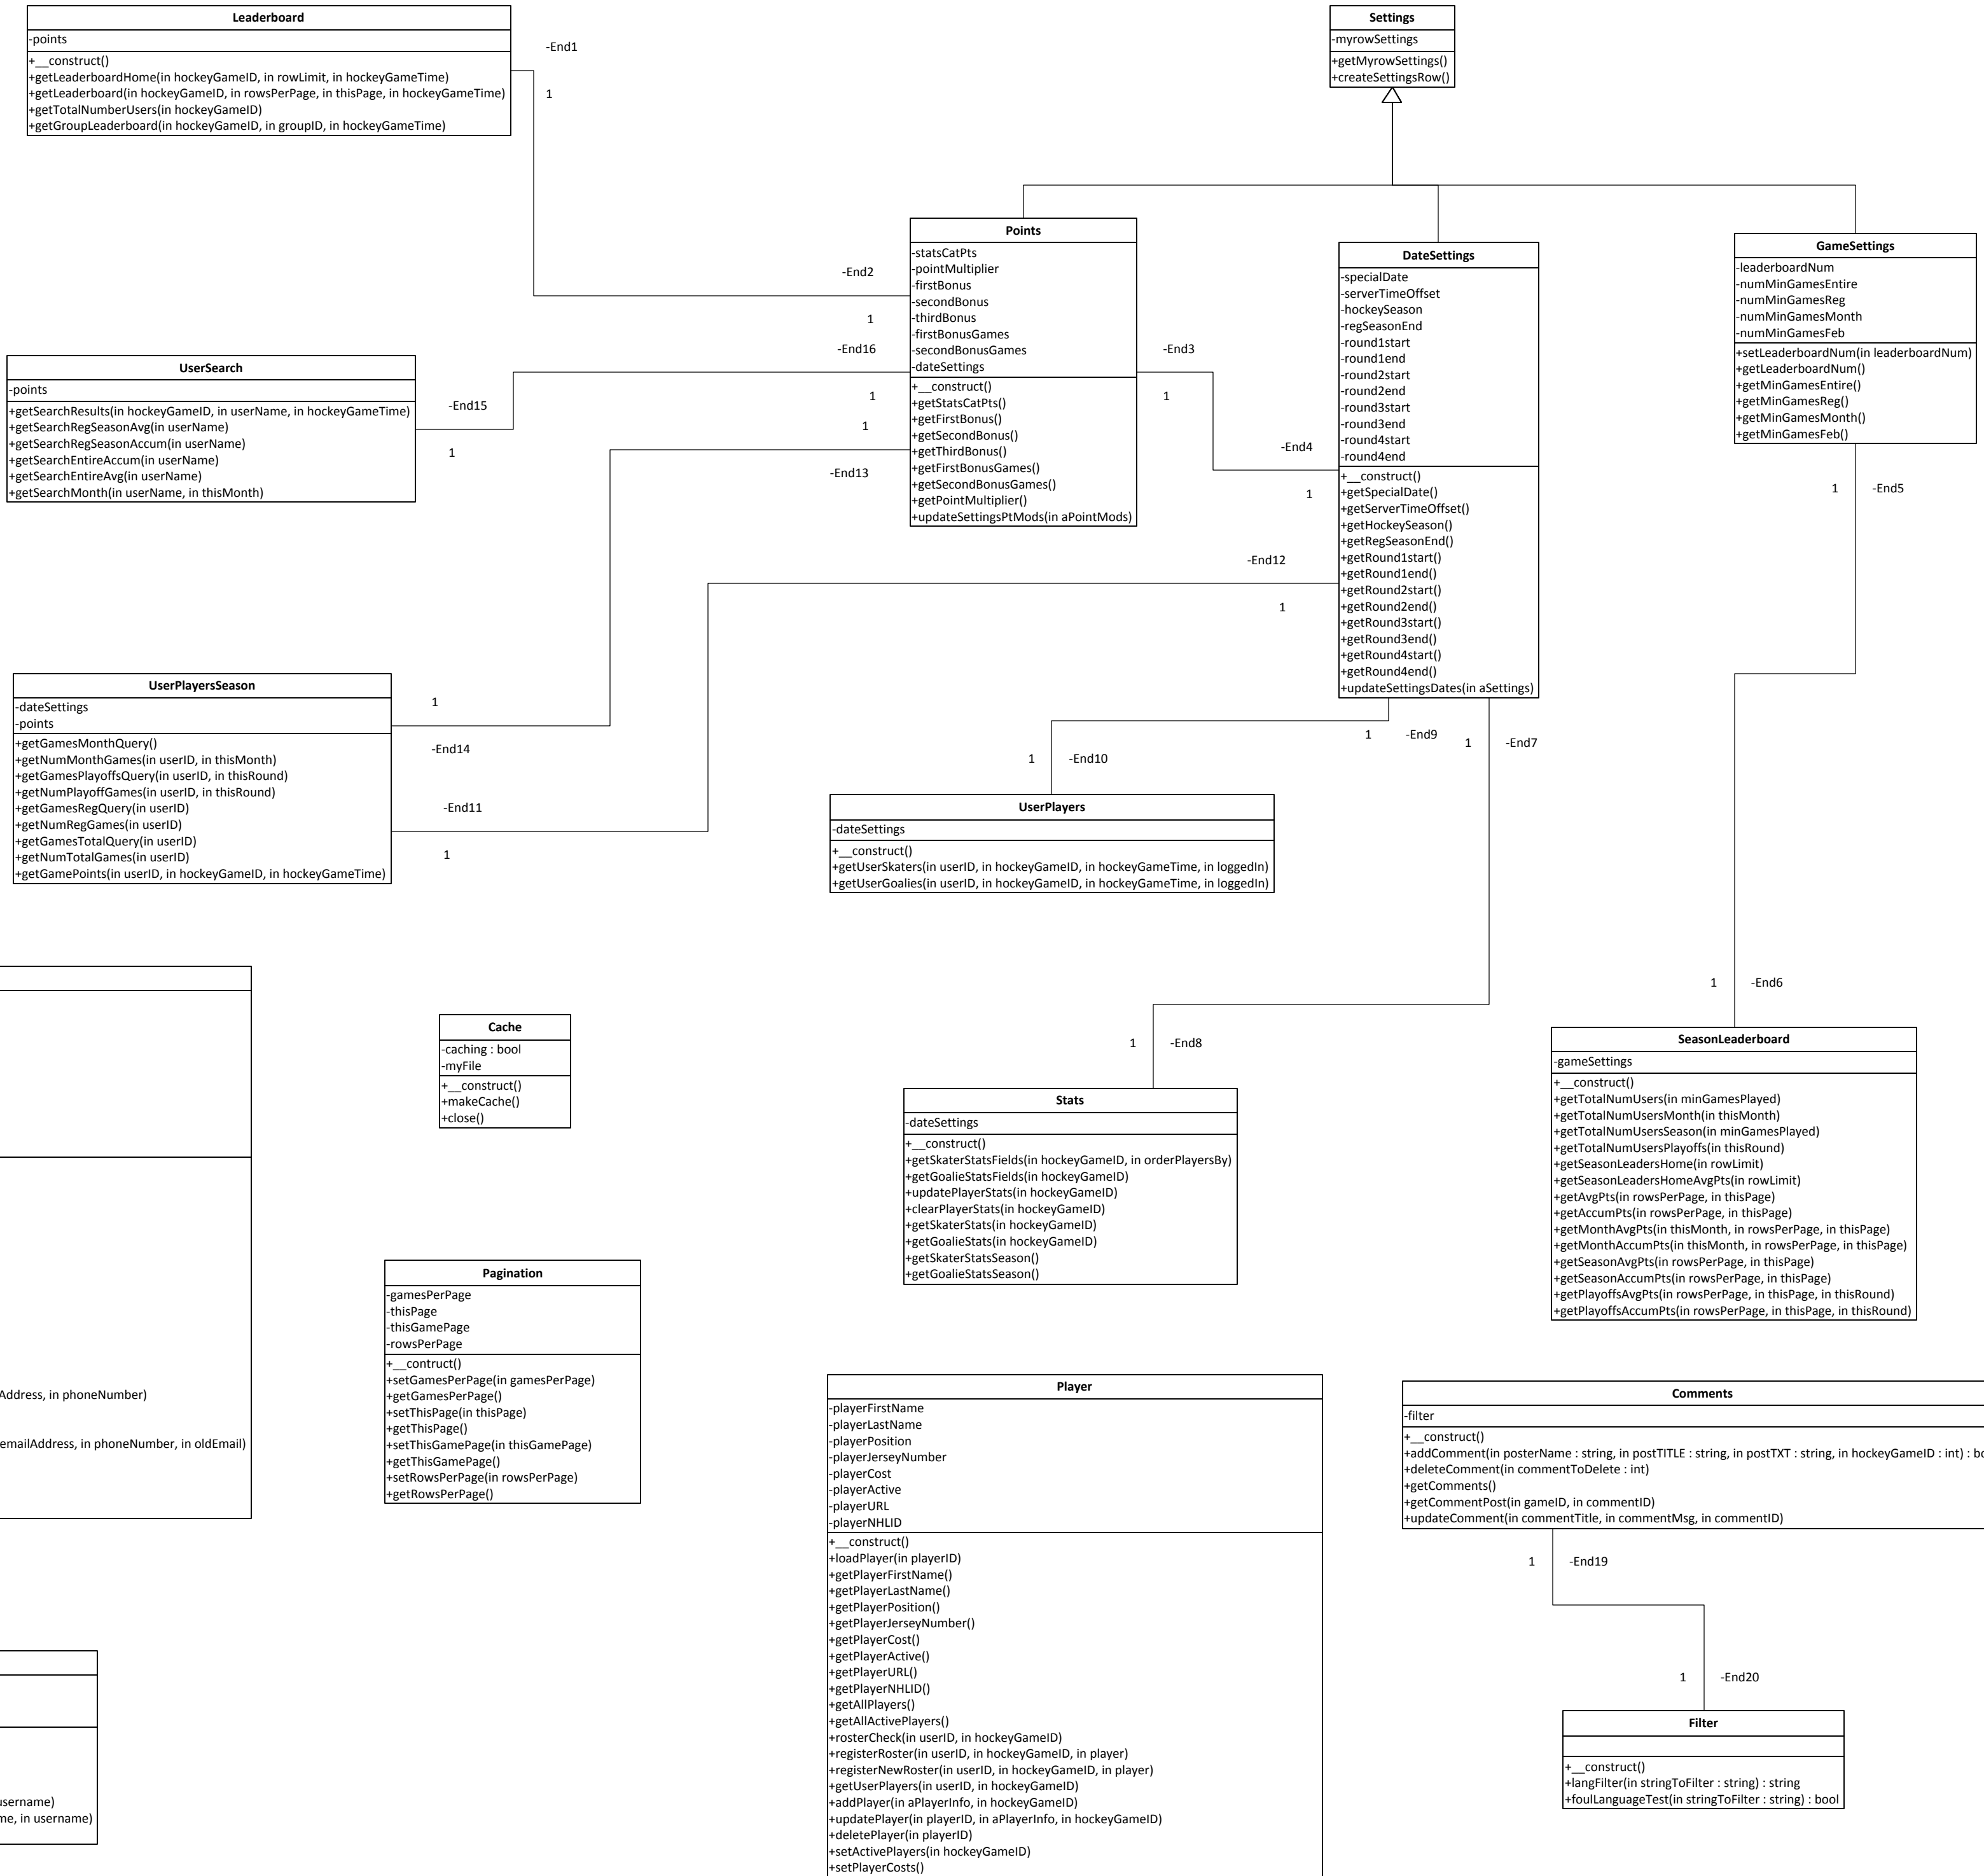 Leaderboard
-points
+__construct()
+getLeaderboardHome(in hockeyGameID, in rowLimit, in hockeyGameTime)
+getLeaderboard(in hockeyGameID, in rowsPerPage, in thisPage, in hockeyGameTime)
+getTotalNumberUsers(in hockeyGameID)
+getGroupLeaderboard(in hockeyGameID, in groupID, in hockeyGameTime)
-End1
1
Settings
-myrowSettings
+getMyrowSettings()
+createSettingsRow()
-End2
1
-End16
1
1
-End13
Points
-statsCatPts
-pointMultiplier
-firstBonus
-secondBonus
-thirdBonus
-firstBonusGames
-secondBonusGames
-dateSettings
+__construct()
+getStatsCatPts()
+getFirstBonus()
+getSecondBonus()
+getThirdBonus()
+getFirstBonusGames()
+getSecondBonusGames()
+getPointMultiplier()
+updateSettingsPtMods(in aPointMods)
-End3
1
-End4
1
-End12
1
DateSettings
-specialDate
-serverTimeOffset
-hockeySeason
-regSeasonEnd
-round1start
-round1end
-round2start
-round2end
-round3start
-round3end
-round4start
-round4end
+__construct()
+getSpecialDate()
+getServerTimeOffset()
+getHockeySeason()
+getRegSeasonEnd()
+getRound1start()
+getRound1end()
+getRound2start()
+getRound2end()
+getRound3start()
+getRound3end()
+getRound4start()
+getRound4end()
+updateSettingsDates(in aSettings)
GameSettings
-leaderboardNum
-numMinGamesEntire
-numMinGamesReg
-numMinGamesMonth
-numMinGamesFeb
+setLeaderboardNum(in leaderboardNum)
+getLeaderboardNum()
+getMinGamesEntire()
+getMinGamesReg()
+getMinGamesMonth()
+getMinGamesFeb()
1 -End5
UserSearch
-points
+getSearchResults(in hockeyGameID, in userName, in hockeyGameTime)
+getSearchRegSeasonAvg(in userName)
+getSearchRegSeasonAccum(in userName)
+getSearchEntireAccum(in userName)
+getSearchEntireAvg(in userName)
+getSearchMonth(in userName, in thisMonth)
-End15
1
UserPlayersSeason
-dateSettings
-points
+getGamesMonthQuery()
+getNumMonthGames(in userID, in thisMonth)
+getGamesPlayoffsQuery(in userID, in thisRound)
+getNumPlayoffGames(in userID, in thisRound)
+getGamesRegQuery(in userID)
+getNumRegGames(in userID)
+getGamesTotalQuery(in userID)
+getNumTotalGames(in userID)
+getGamePoints(in userID, in hockeyGameID, in hockeyGameTime)
1
-End14
-End11
1
1 -End9
1 -End7
1 -End10
UserPlayers
-dateSettings
+__construct()
+getUserSkaters(in userID, in hockeyGameID, in hockeyGameTime, in loggedIn)
+getUserGoalies(in userID, in hockeyGameID, in hockeyGameTime, in loggedIn)
1 -End6
1 -End8
Address, in phoneNumber)
emailAddress, in phoneNumber, in oldEmail)
Cache
-caching : bool
-myFile
+__construct()
+makeCache()
+close()
Stats
-dateSettings
+__construct()
+getSkaterStatsFields(in hockeyGameID, in orderPlayersBy)
+getGoalieStatsFields(in hockeyGameID)
+updatePlayerStats(in hockeyGameID)
+clearPlayerStats(in hockeyGameID)
+getSkaterStats(in hockeyGameID)
+getGoalieStats(in hockeyGameID)
+getSkaterStatsSeason()
+getGoalieStatsSeason()
SeasonLeaderboard
-gameSettings
+__construct()
+getTotalNumUsers(in minGamesPlayed)
+getTotalNumUsersMonth(in thisMonth)
+getTotalNumUsersSeason(in minGamesPlayed)
+getTotalNumUsersPlayoffs(in thisRound)
+getSeasonLeadersHome(in rowLimit)
+getSeasonLeadersHomeAvgPts(in rowLimit)
+getAvgPts(in rowsPerPage, in thisPage)
+getAccumPts(in rowsPerPage, in thisPage)
+getMonthAvgPts(in thisMonth, in rowsPerPage, in thisPage)
+getMonthAccumPts(in thisMonth, in rowsPerPage, in thisPage)
+getSeasonAvgPts(in rowsPerPage, in thisPage)
+getSeasonAccumPts(in rowsPerPage, in thisPage)
+getPlayoffsAvgPts(in rowsPerPage, in thisPage, in thisRound)
+getPlayoffsAccumPts(in rowsPerPage, in thisPage, in thisRound)
Pagination
-gamesPerPage
-thisPage
-thisGamePage
-rowsPerPage
+__contruct()
+setGamesPerPage(in gamesPerPage)
+getGamesPerPage()
+setThisPage(in thisPage)
+getThisPage()
+setThisGamePage(in thisGamePage)
+getThisGamePage()
+setRowsPerPage(in rowsPerPage)
+getRowsPerPage()
Player
-playerFirstName
-playerLastName
-playerPosition
-playerJerseyNumber
-playerCost
-playerActive
-playerURL
-playerNHLID
+__construct()
+loadPlayer(in playerID)
+getPlayerFirstName()
+getPlayerLastName()
+getPlayerPosition()
+getPlayerJerseyNumber()
+getPlayerCost()
+getPlayerActive()
+getPlayerURL()
+getPlayerNHLID()
+getAllPlayers()
+getAllActivePlayers()
+rosterCheck(in userID, in hockeyGameID)
+registerRoster(in userID, in hockeyGameID, in player)
+registerNewRoster(in userID, in hockeyGameID, in player)
+getUserPlayers(in userID, in hockeyGameID)
+addPlayer(in aPlayerInfo, in hockeyGameID)
+updatePlayer(in playerID, in aPlayerInfo, in hockeyGameID)
+deletePlayer(in playerID)
+setActivePlayers(in hockeyGameID)
+setPlayerCosts()
Comments
-filter
+__construct()
+addComment(in posterName : string, in postTITLE : string, in postTXT : string, in hockeyGameID : int) : bo
+deleteComment(in commentToDelete : int)
+getComments()
+getCommentPost(in gameID, in commentID)
+updateComment(in commentTitle, in commentMsg, in commentID)
1 -End19
1 -End20
Filter
+__construct()
+langFilter(in stringToFilter : string) : string
+foulLanguageTest(in stringToFilter : string) : bool
username)
me, in username)